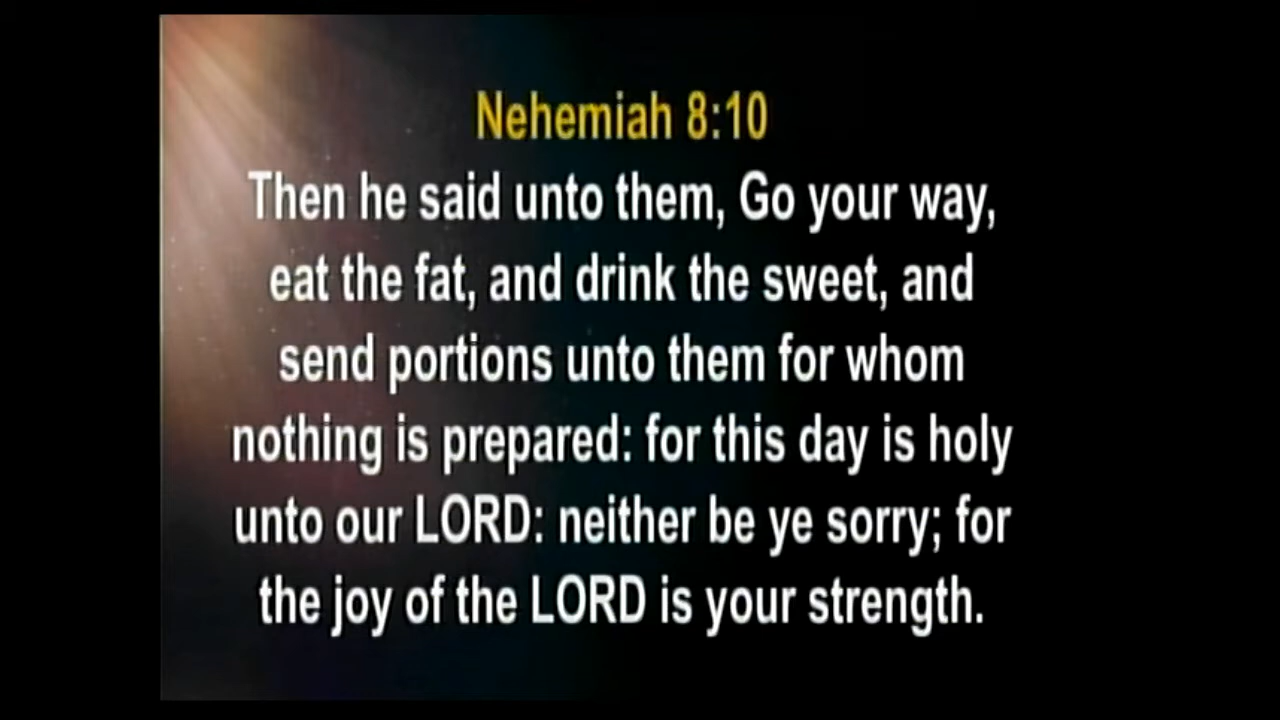 Nehemiah 8:10
Then he said unto them, Go your way,
eat the fat, and drink the sweet, and
send portions unto them for whom
nothing is prepared: for this day is holy
unto our LORD: neither be ye sorry; for
the joy of the LORD is your strength.